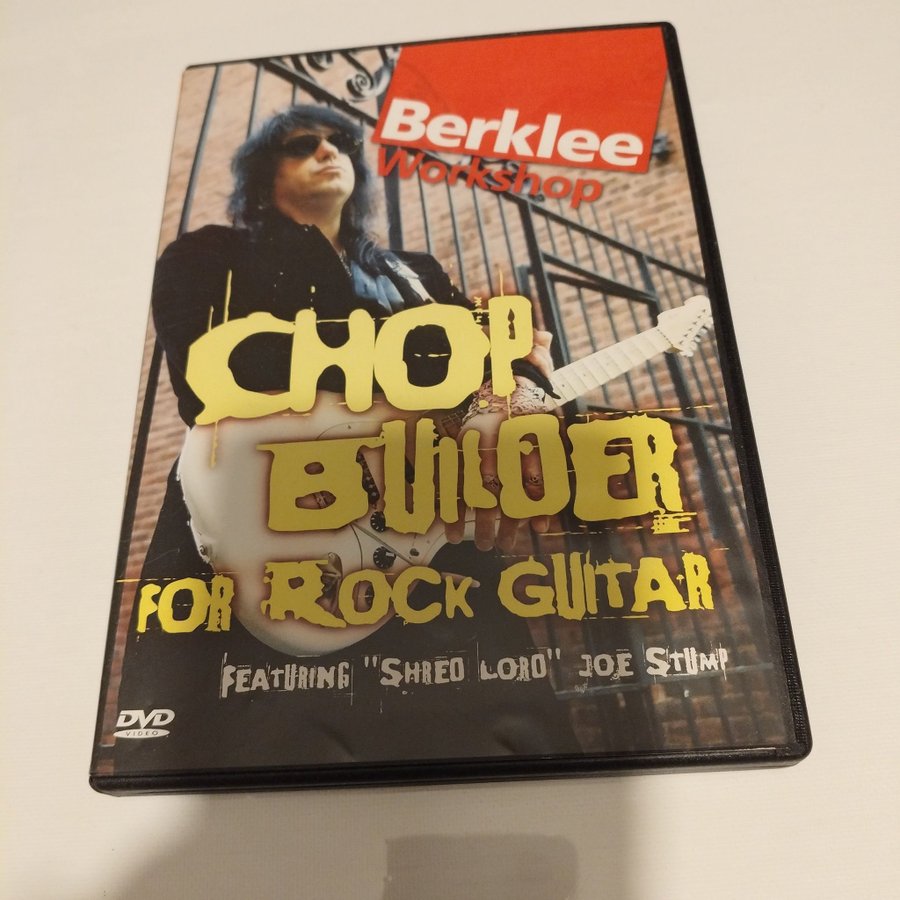 Berklee
Workshop
CHOP
BUILDER
FOR ROCK GUITAR
FEATURING "SHRED LORD" JOE STUMP
DVD
VIDEO